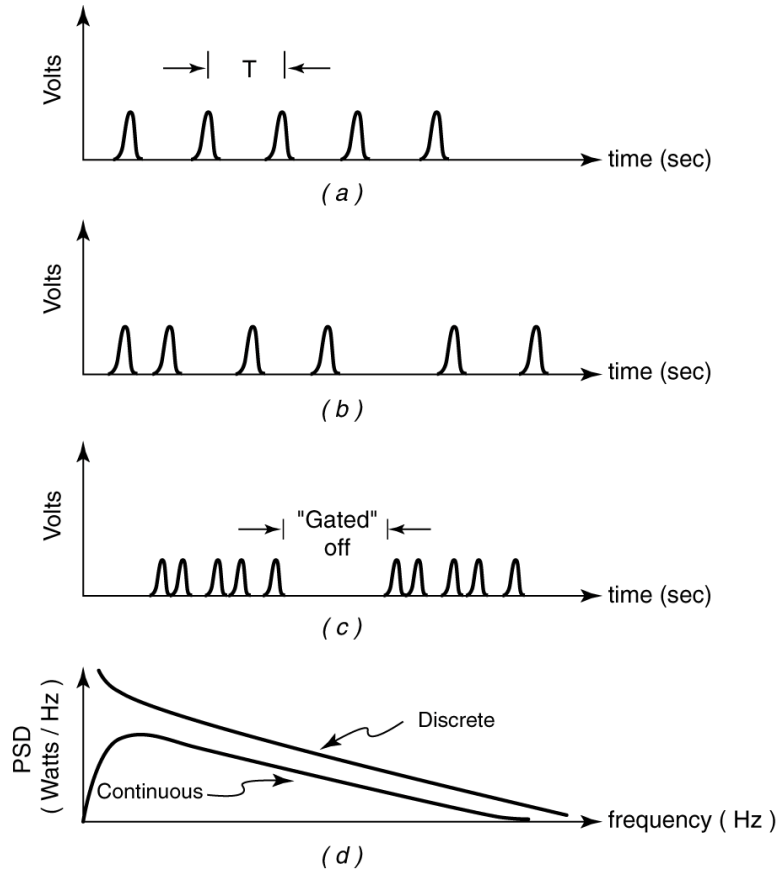 Volts
T
time (sec)
( a )
Volts
time (sec)
( b )
Volts
"Gated"
off
time (sec)
( c )
PSD
( Watts / Hz )
Discrete
Continuous
frequency ( Hz )
( d )